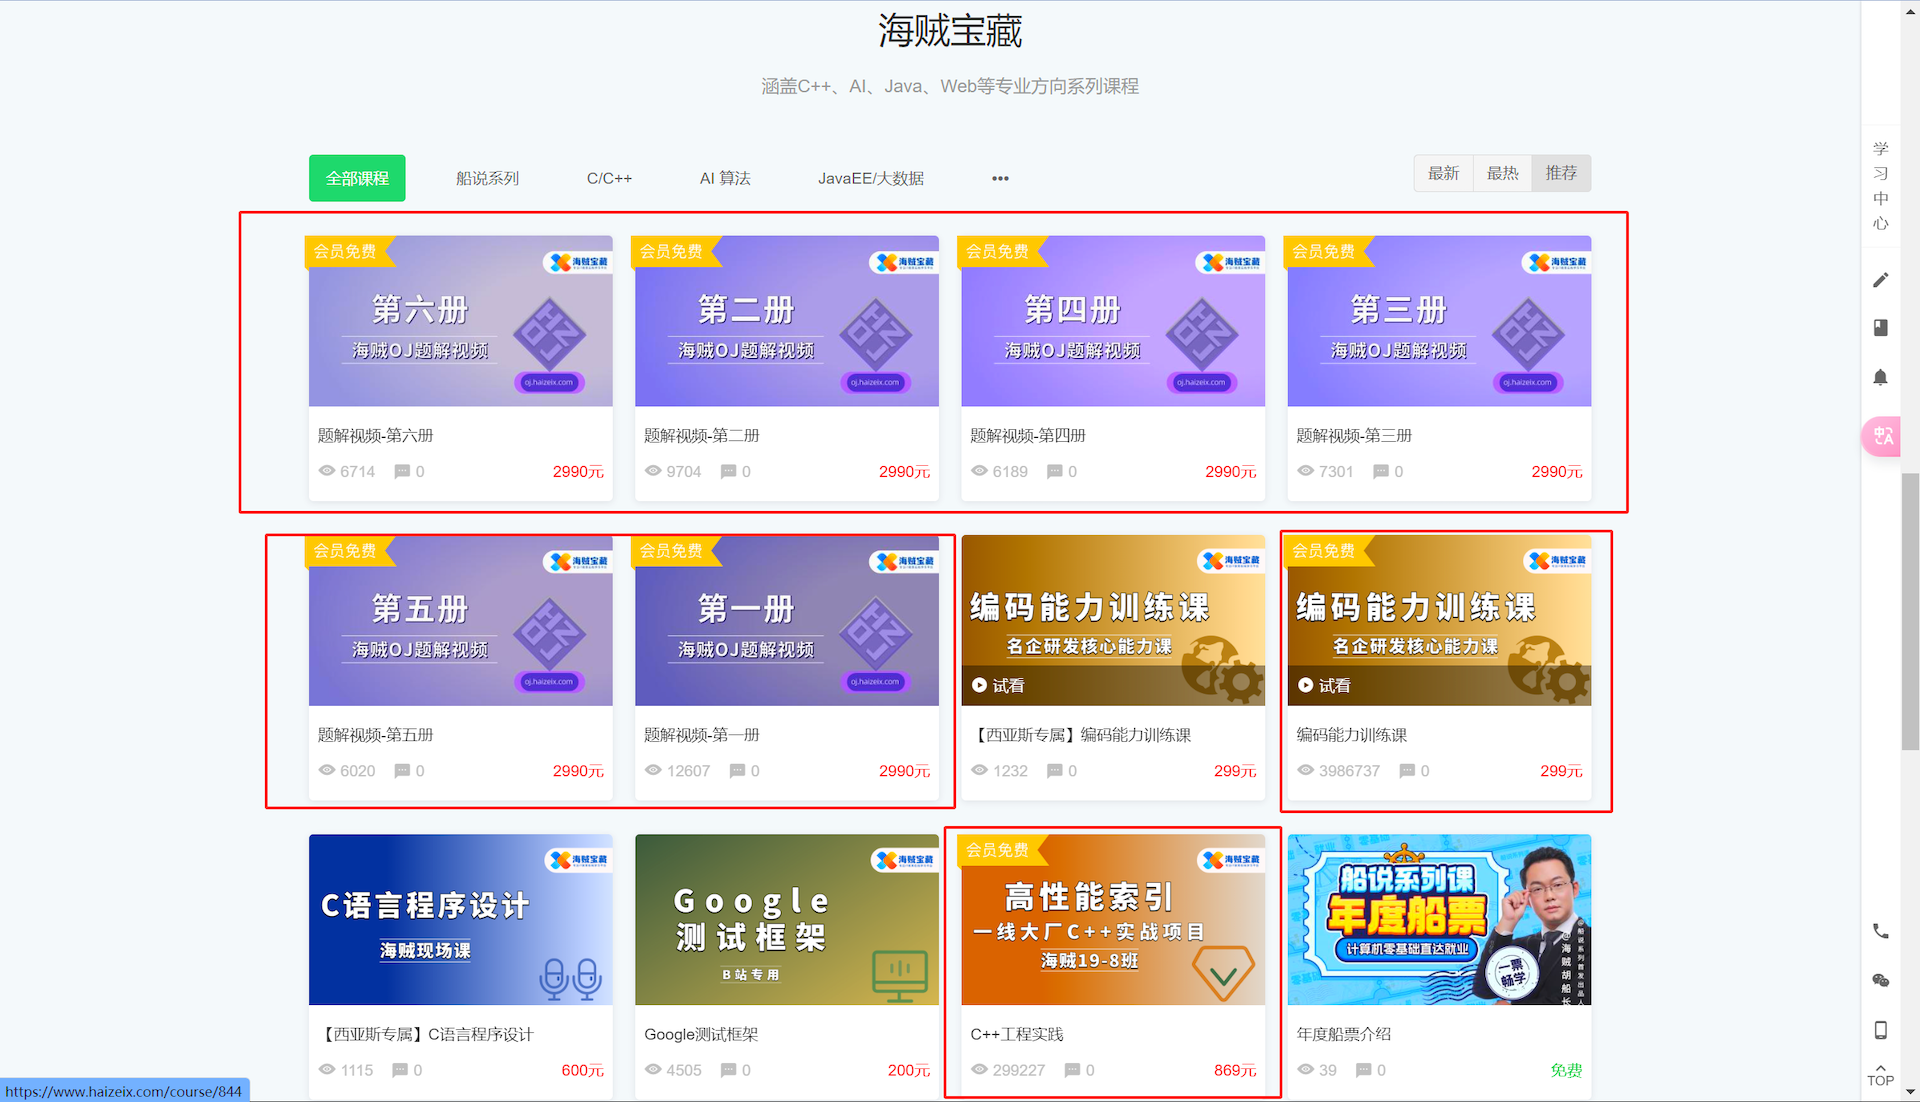 海贼宝藏
涵盖C++、AI、Java、Web等专业方向系列课程
全部课程
船说系列
C/C++
AI 算法
JavaEE/大数据
•••
最新
最热
推荐
会员免费
海贼宝藏
第六册
海贼OJ题解视频
HZOJ
oj.haizeix.com
题解视频-第六册
6714
0
2990元
会员免费
海贼宝藏
第二册
海贼OJ题解视频
HZOJ
oj.haizeix.com
题解视频-第二册
9704
0
2990元
会员免费
海贼宝藏
第四册
海贼OJ题解视频
HZOJ
oj.haizeix.com
题解视频-第四册
6189
0
2990元
会员免费
海贼宝藏
第三册
海贼OJ题解视频
HZOJ
oj.haizeix.com
题解视频-第三册
7301
0
2990元
会员免费
海贼宝藏
第五册
海贼OJ题解视频
HZOJ
oj.haizeix.com
题解视频-第五册
6020
0
2990元
会员免费
海贼宝藏
第一册
海贼OJ题解视频
HZOJ
oj.haizeix.com
题解视频-第一册
12607
0
2990元
海贼宝藏
编码能力训练课
名企研发核心能力课
试看
【西亚斯专属】编码能力训练课
1232
0
299元
会员免费
海贼宝藏
编码能力训练课
名企研发核心能力课
试看
编码能力训练课
3986737
0
299元
海贼宝藏
C语言程序设计
海贼现场课
【西亚斯专属】C语言程序设计
1115
0
600元
海贼宝藏
Google
测试框架
B站专用
Google测试框架
4505
0
200元
会员免费
海贼宝藏
高性能索引
一线大厂C++实战项目
海贼19-8班
C++工程实践
299227
0
869元
船说系列课
年度船票
计算机零基础直达就业
一票
畅学
@海贼胡船长
船说系列首发出品人
年度船票介绍
39
0
免费
学
习
中
心
中A
TOP
https://www.haizeix.com/course/844